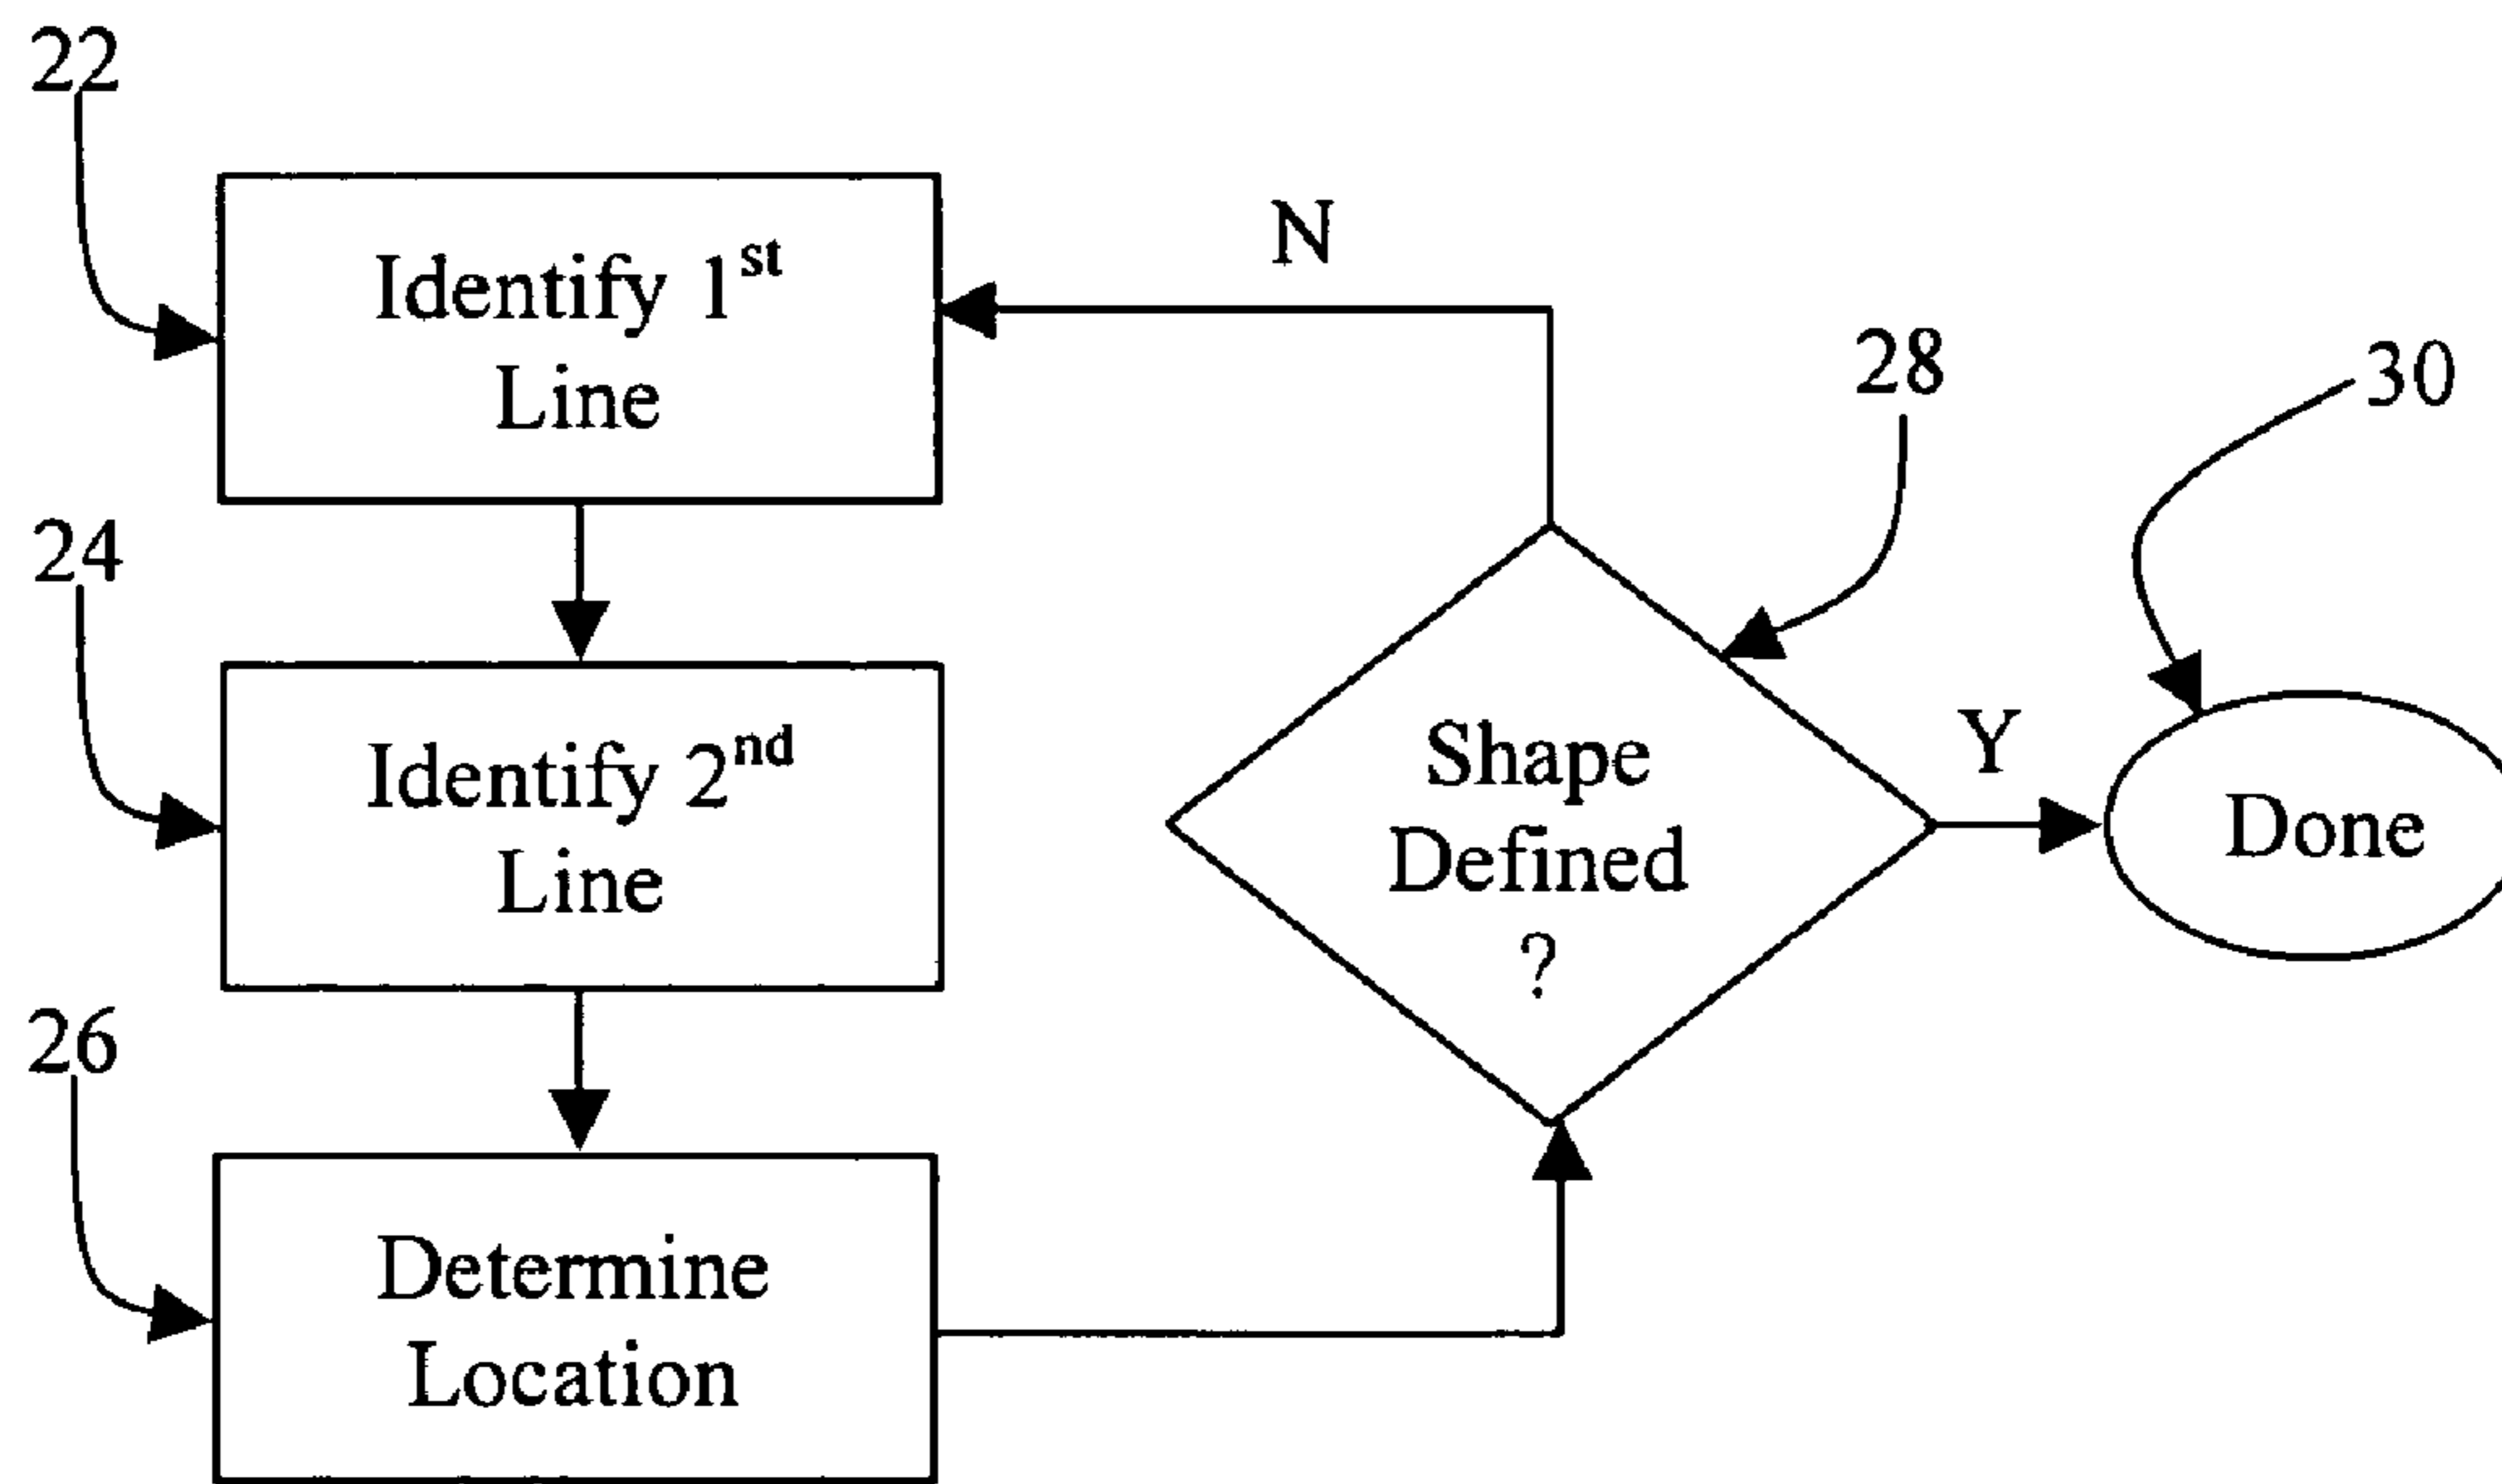 22
Identify 1st
Line
N
28
30
24
Identify 2nd
Line
Shape
Defined
?
Y
Done
26
Determine
Location